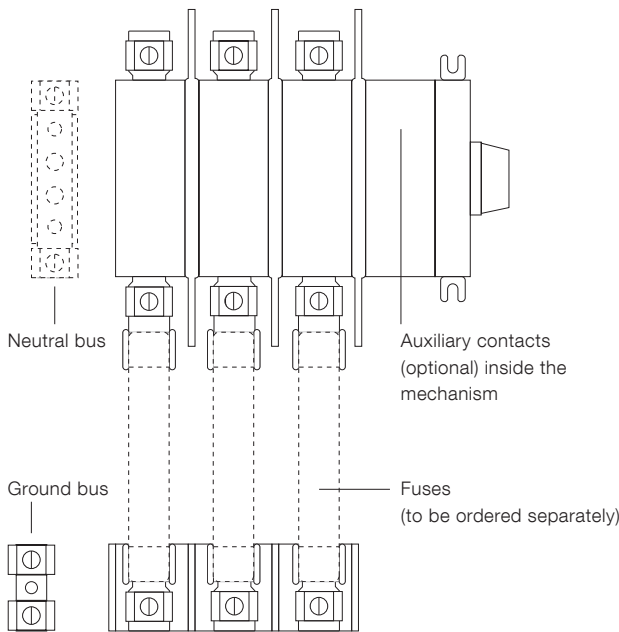 Neutral bus
Auxiliary contacts
(optional) inside the
mechanism
Ground bus
Fuses
(to be ordered separately)